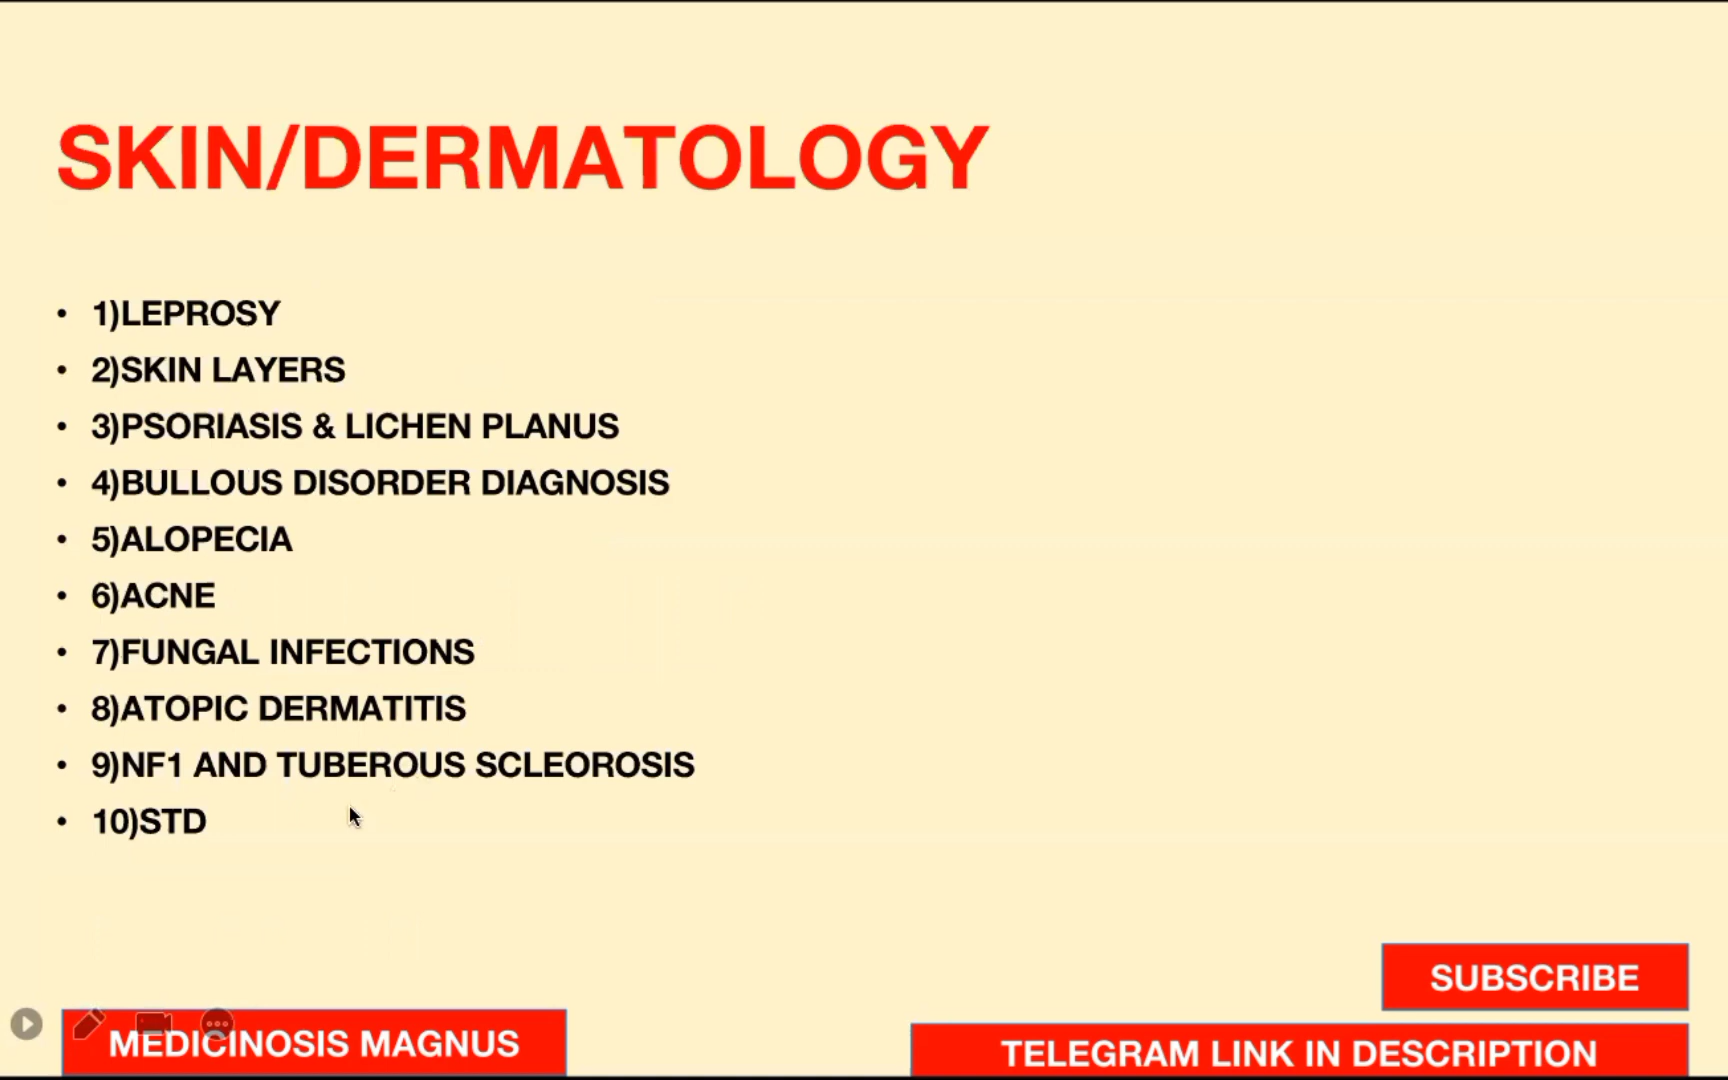 SKIN/DERMATOLOGY
• 1)LEPROSY
• 2)SKIN LAYERS
• 3)PSORIASIS & LICHEN PLANUS
• 4)BULLOUS DISORDER DIAGNOSIS
• 5)ALOPECIA
• 6)ACNE
• 7)FUNGAL INFECTIONS
• 8)ATOPIC DERMATITIS
• 9)NF1 AND TUBEROUS SCLEOROSIS
• 10)STD
SUBSCRIBE
MEDICINOSIS MAGNUS
TELEGRAM LINK IN DESCRIPTION